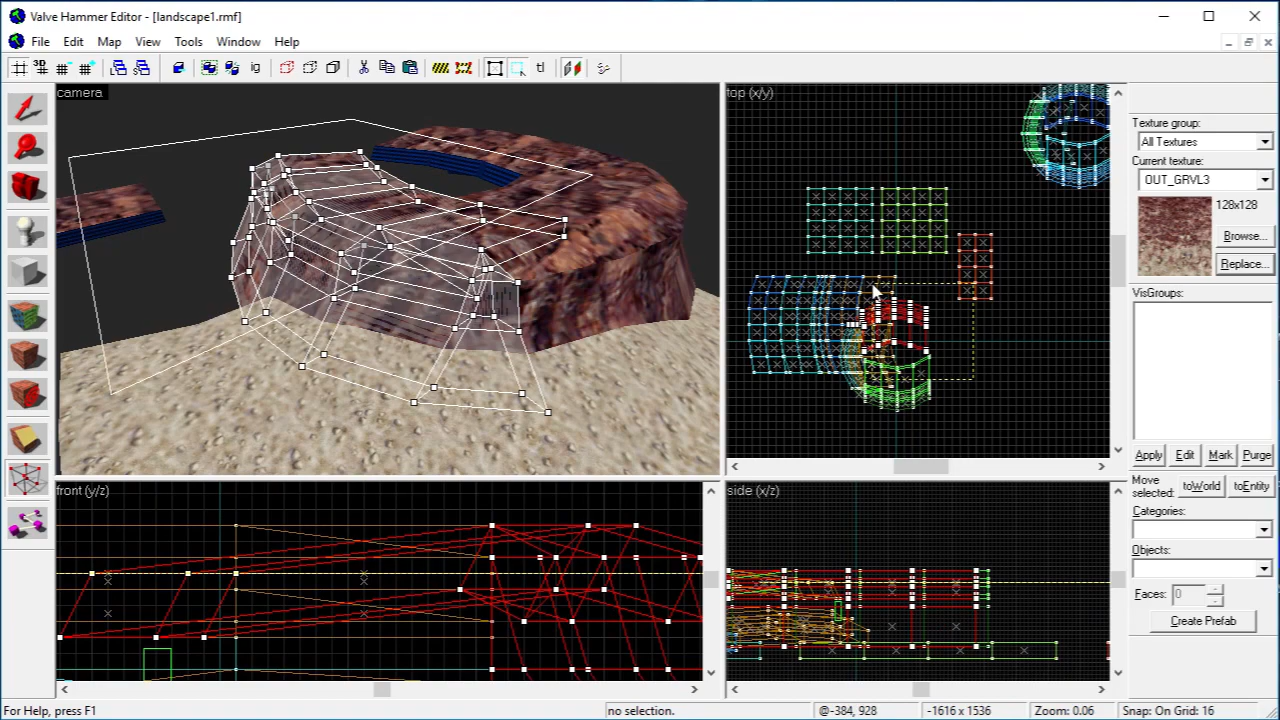 Valve Hammer Editor - [landscape1.rmf]
File Edit Map View Tools Window Help
3D
ig
tl
camera
top (x/y)
front (y/z)
side (x/z)
Texture group:
All Textures
Current texture:
OUT_GRVL3
128x128
Browse...
Replace...
VisGroups:
Apply Edit Mark Purge
Move
selected:
toWorld toEntity
Categories:
Objects:
Faces: 0
Create Prefab
For Help, press F1
no selection.
@-384, 928
-1616 x 1536
Zoom: 0.06
Snap: On Grid: 16